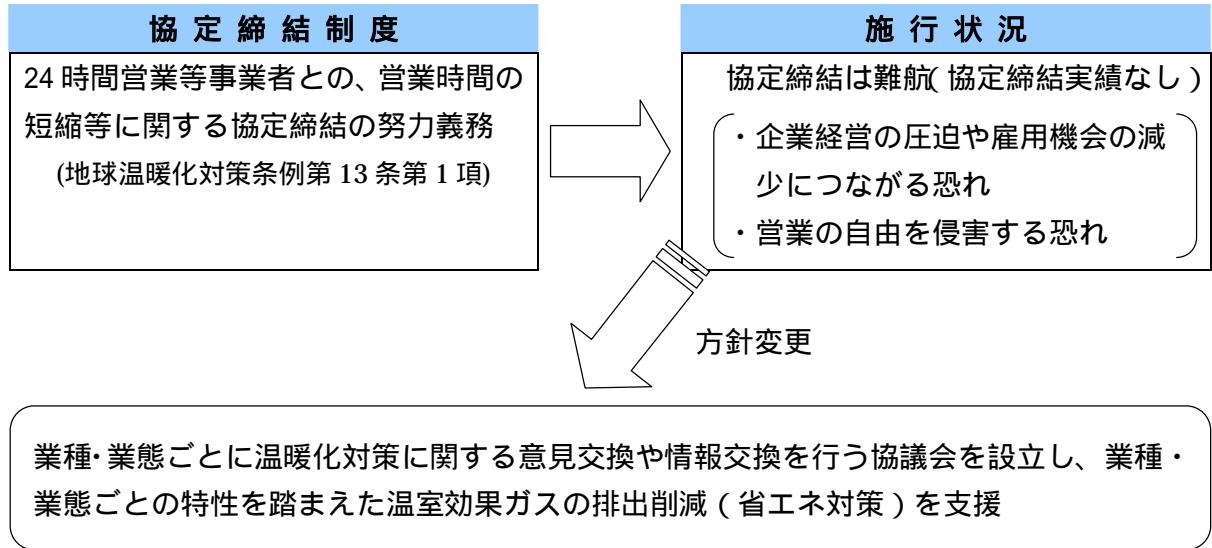 協定締結制度
24時間営業等事業者との、営業時間の
短縮等に関する協定締結の努力義務
(地球温暖化対策条例第13条第1項)
施行状況
協定締結は難航(協定締結実績なし)
・企業経営の圧迫や雇用機会の減
少につながる恐れ
・営業の自由を侵害する恐れ
方針変更
業種・業態ごとに温暖化対策に関する意見交換や情報交換を行う協議会を設立し、業種・
業態ごとの特性を踏まえた温室効果ガスの排出削減(省エネ対策)を支援